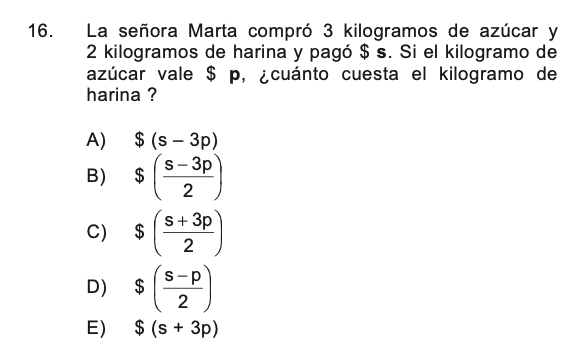 16. La señora Marta compró 3 kilogramos de azúcar y
2 kilogramos de harina y pagó $ s. Si el kilogramo de
azúcar vale $ p, ¿cuánto cuesta el kilogramo de
harina ?
A) $ (s – 3p)
B) $ ((s – 3p)/2)
C) $ ((s + 3p)/2)
D) $ ((s – p)/2)
E) $ (s + 3p)